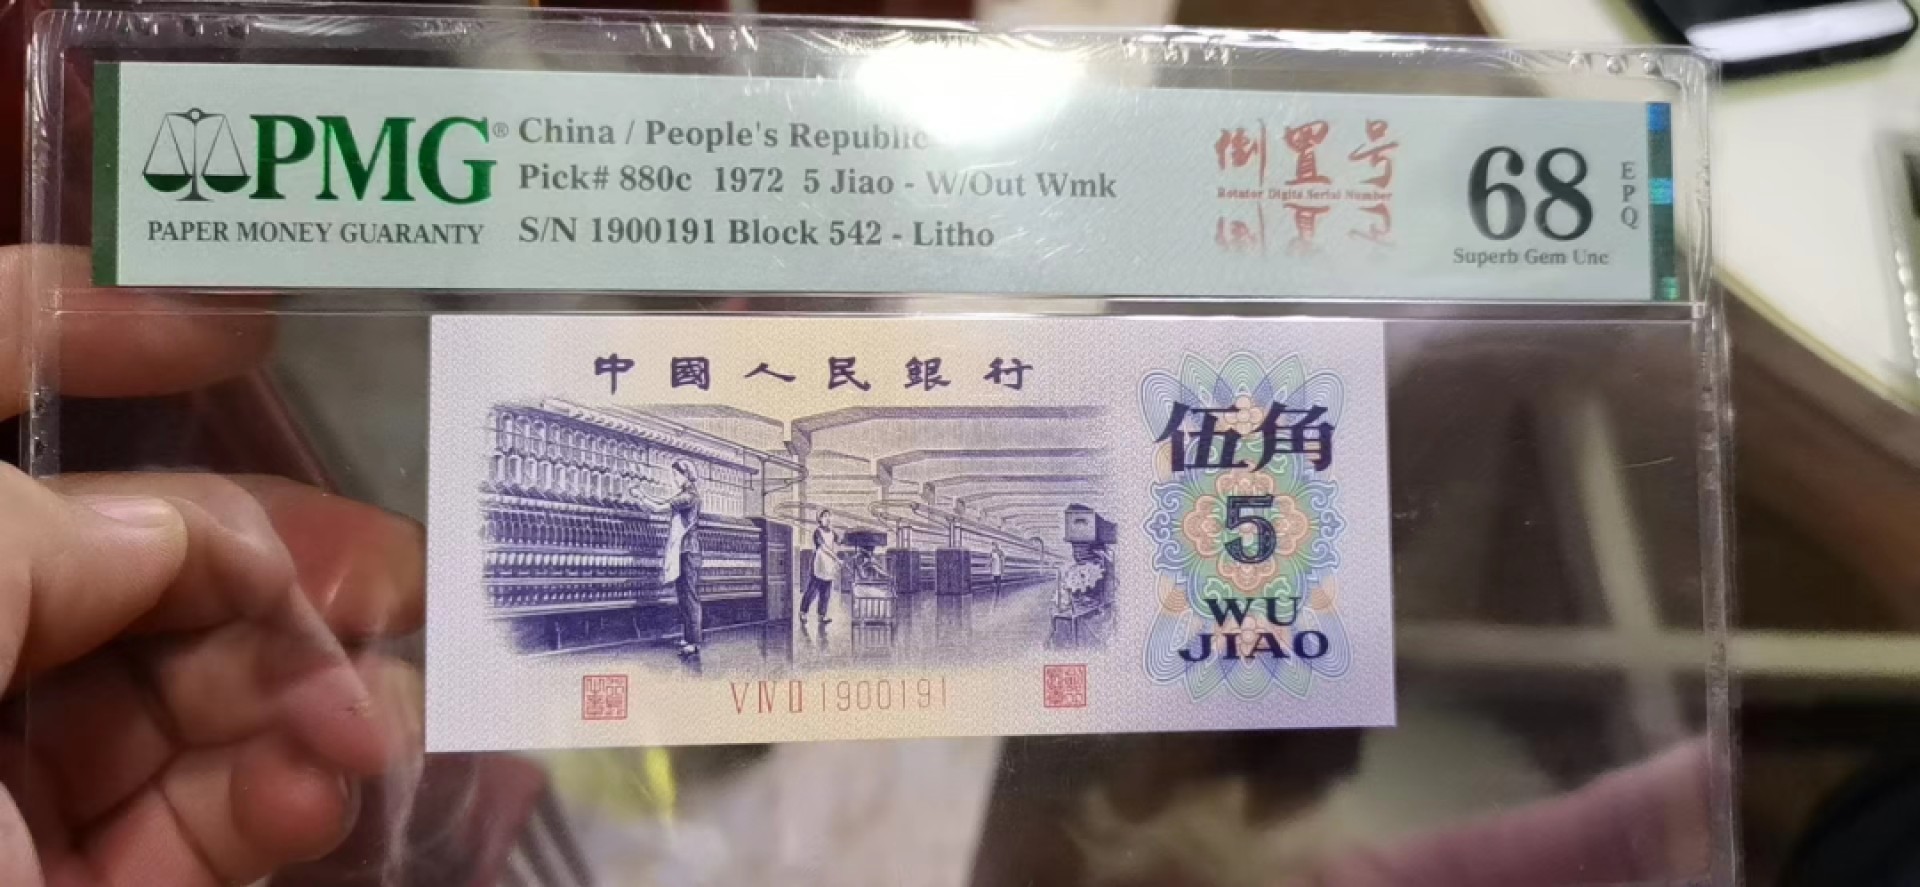 PMG®
PAPER MONEY GUARANTY
China / People's Republic
Pick# 880c 1972 5 Jiao - W/Out Wmk
S/N 1900191 Block 542 - Litho
倒置号
Rotator Digits Serial Number
68
EPQ
Superb Gem Unc
中國人民銀行
伍角
5
WU
JIAO
V IV II 1900191